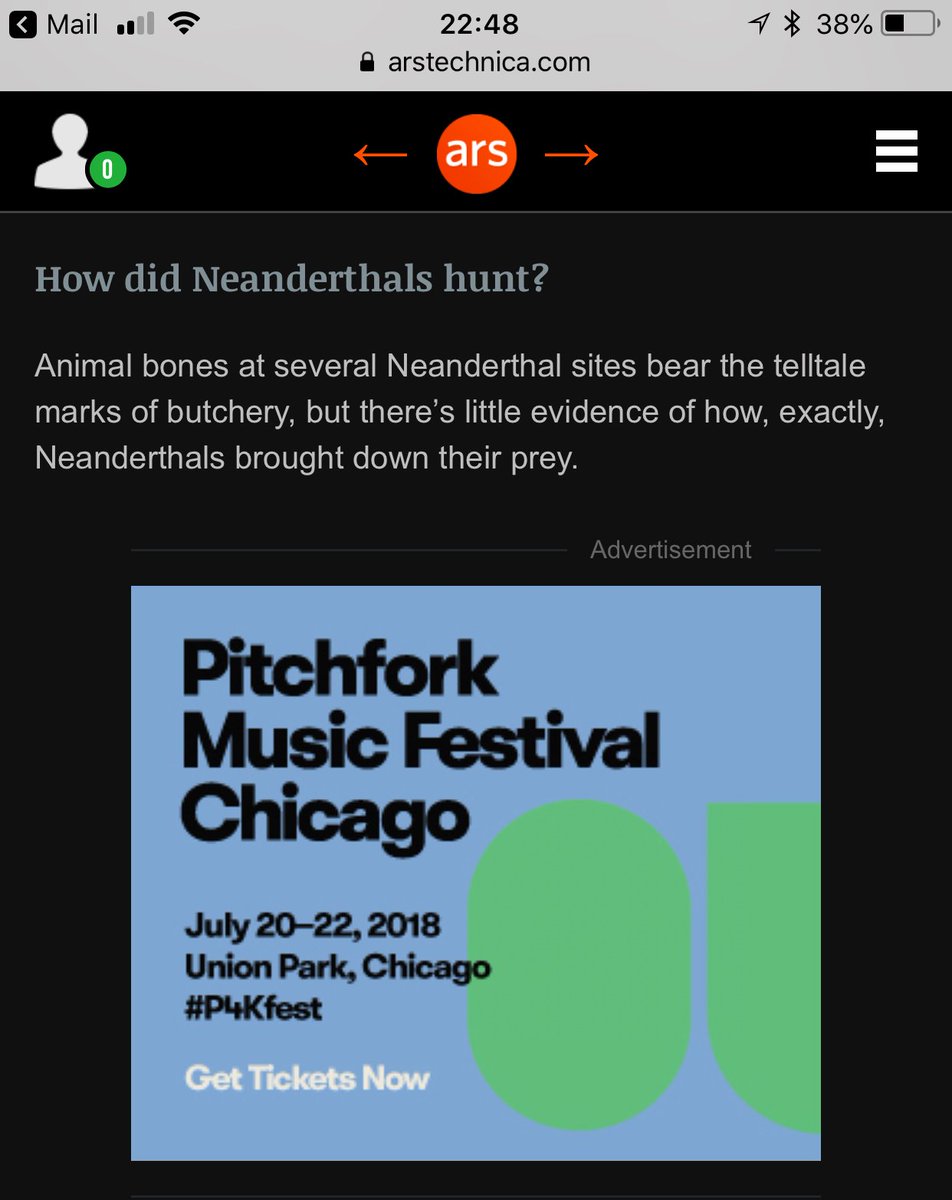 Mail 22:48 38%
arstechnica.com
0 ars
How did Neanderthals hunt?
Animal bones at several Neanderthal sites bear the telltale
marks of butchery, but there’s little evidence of how, exactly,
Neanderthals brought down their prey.
Advertisement
Pitchfork
Music Festival
Chicago
July 20–22, 2018
Union Park, Chicago
#P4Kfest
Get Tickets Now